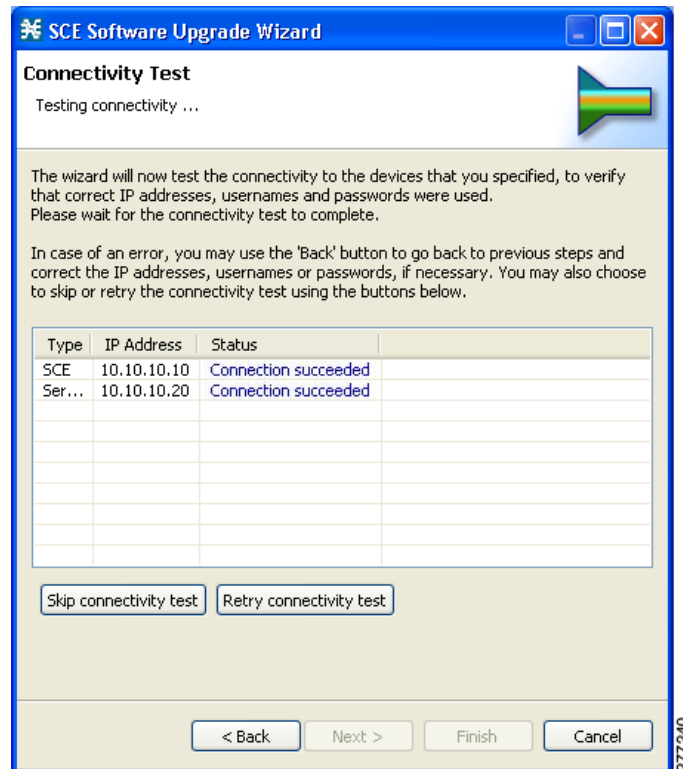 SCE Software Upgrade Wizard
Connectivity Test
Testing connectivity ...
The wizard will now test the connectivity to the devices that you specified, to verify
that correct IP addresses, usernames and passwords were used.
Please wait for the connectivity test to complete.
In case of an error, you may use the 'Back' button to go back to previous steps and
correct the IP addresses, usernames or passwords, if necessary. You may also choose
to skip or retry the connectivity test using the buttons below.
Type IP Address Status
SCE 10.10.10.10 Connection succeeded
Ser... 10.10.10.20 Connection succeeded
Skip connectivity test Retry connectivity test
< Back Next > Finish Cancel
277240